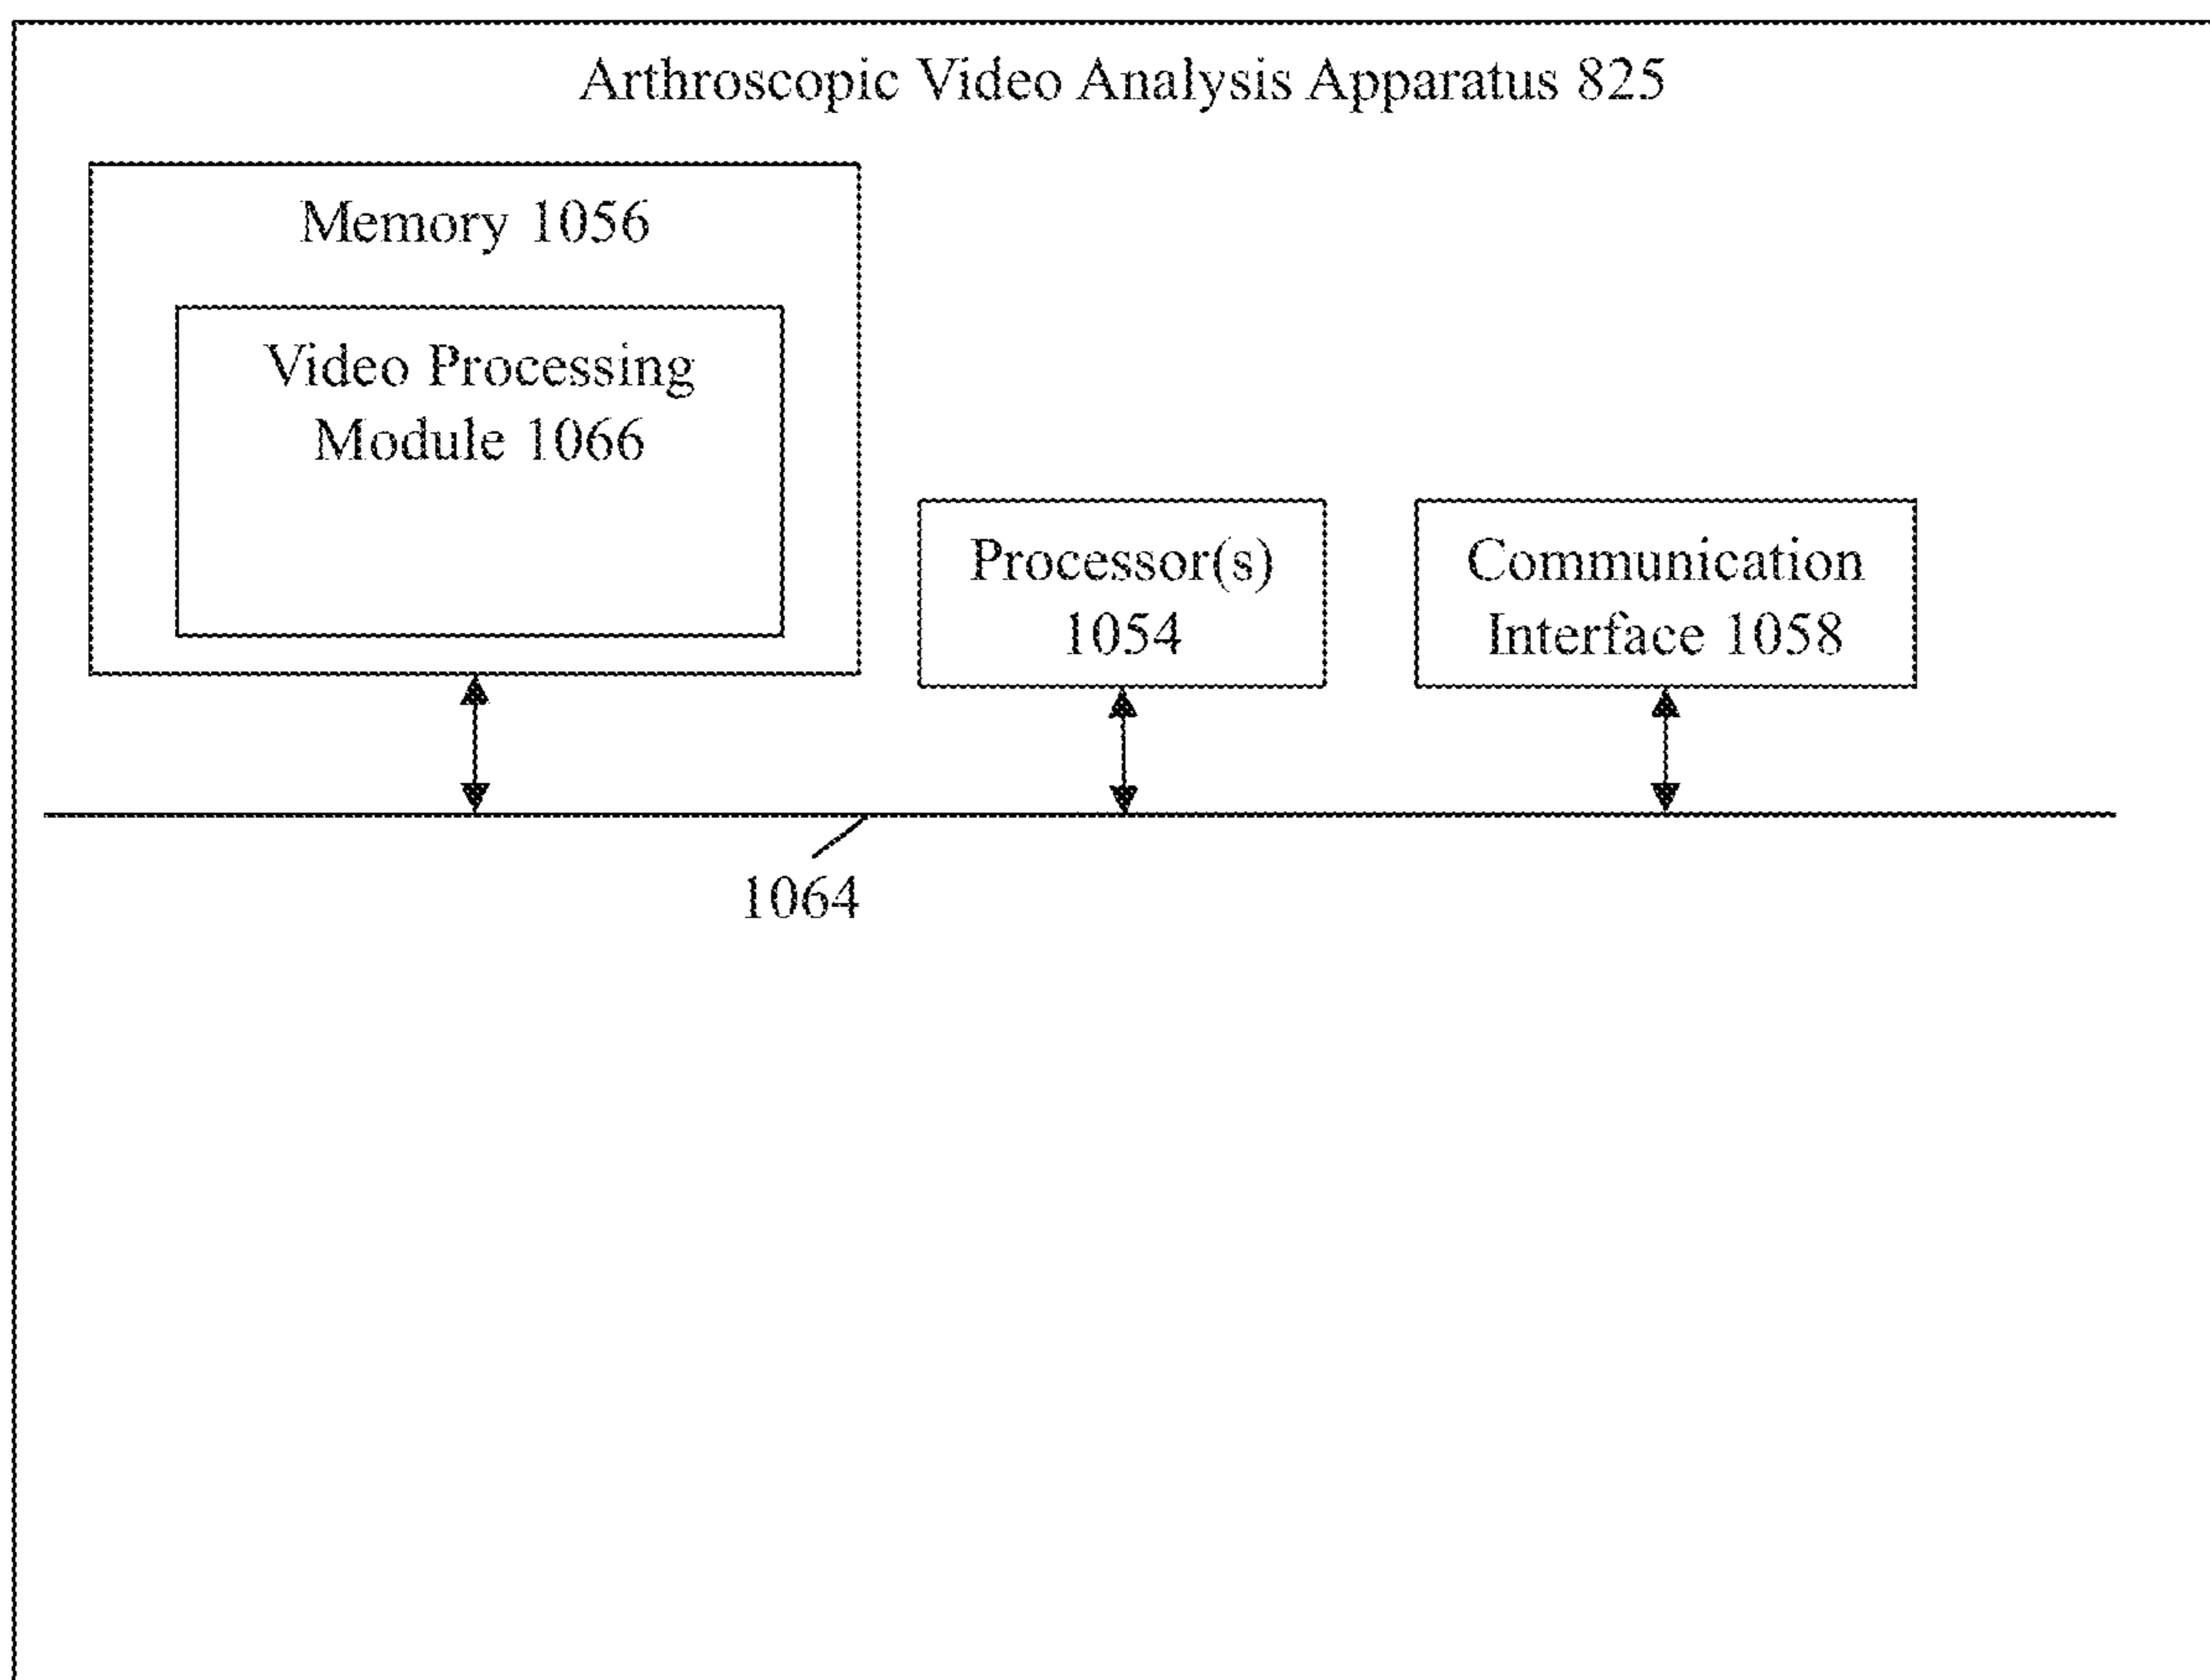 Arthroscopic Video Analysis Apparatus 825
Memory 1056
Video Processing
Module 1066
Processor(s)
1054
Communication
Interface 1058
1064